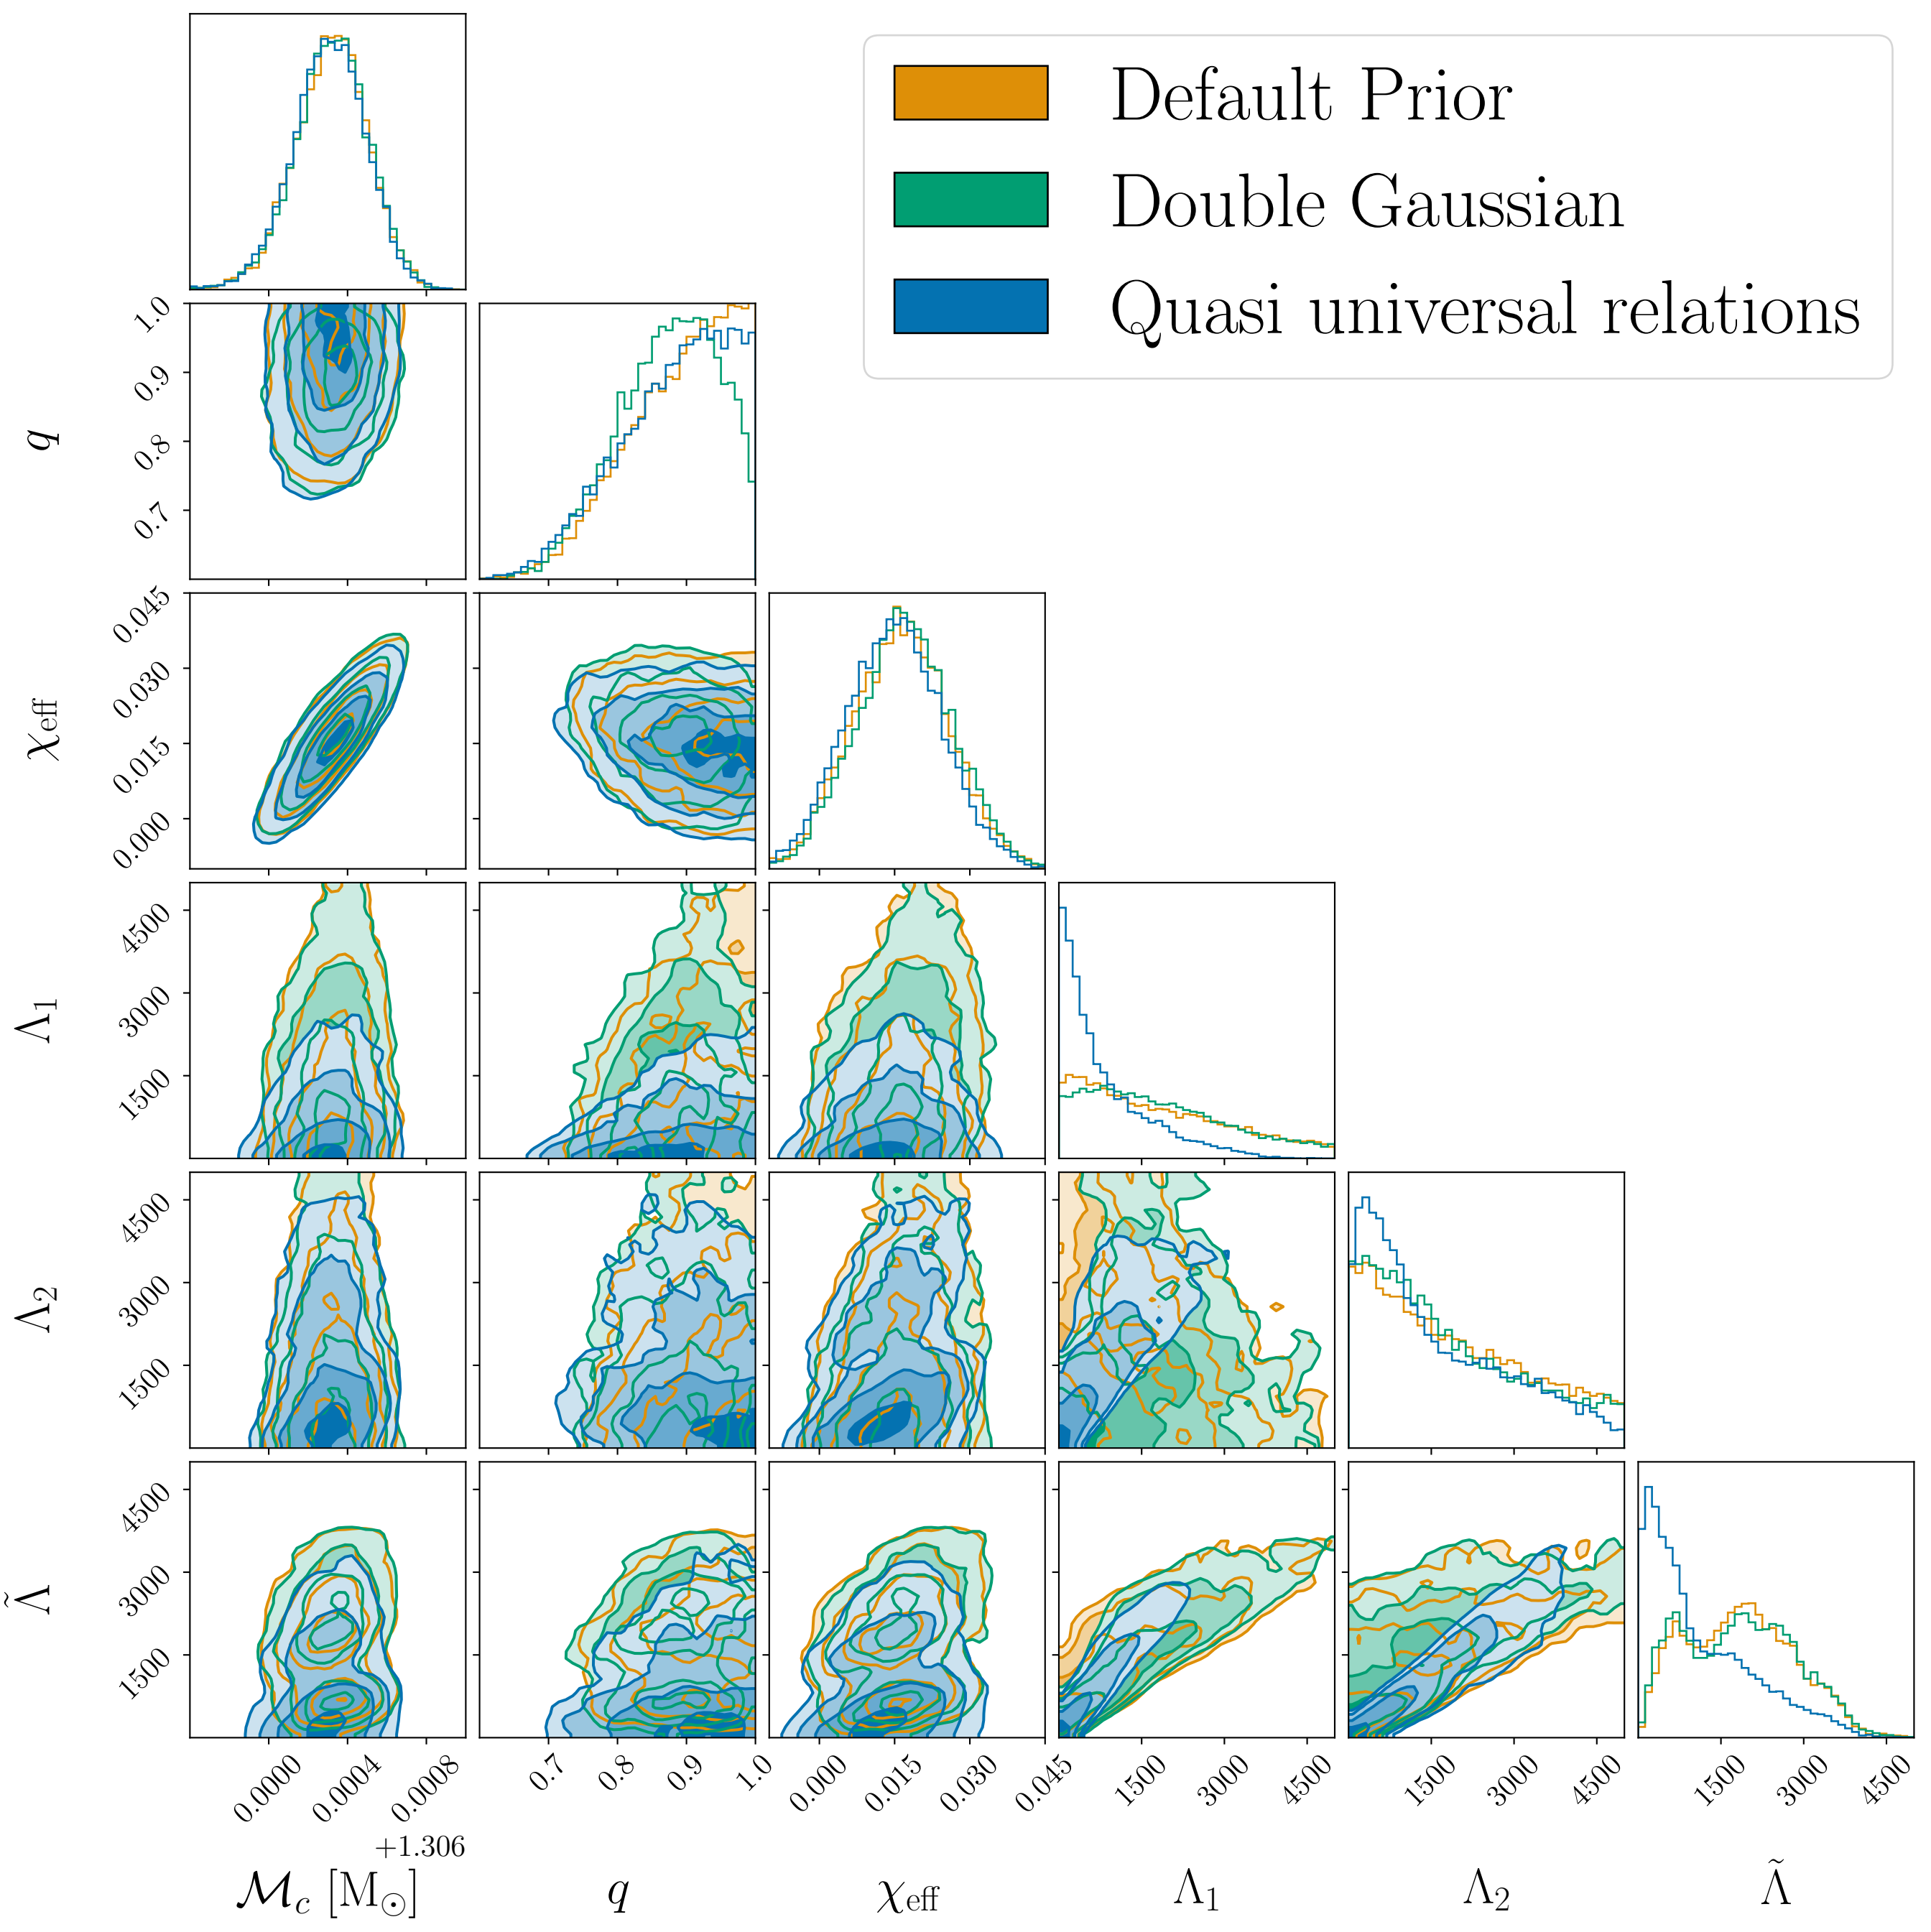 Default Prior
Double Gaussian
Quasi universal relations
1.0
0.9
0.8
0.7
q
0.045
0.030
0.015
0.000
χeff
4500
3000
1500
Λ1
4500
3000
1500
Λ2
4500
3000
1500
Λ̃
0.0000 0.0004 0.0008
+1.306
0.7 0.8 0.9 1.0
0.000 0.015 0.030 0.045
1500 3000 4500
1500 3000 4500
1500 3000 4500
ℳc [M⊙] q χeff Λ1 Λ2 Λ̃